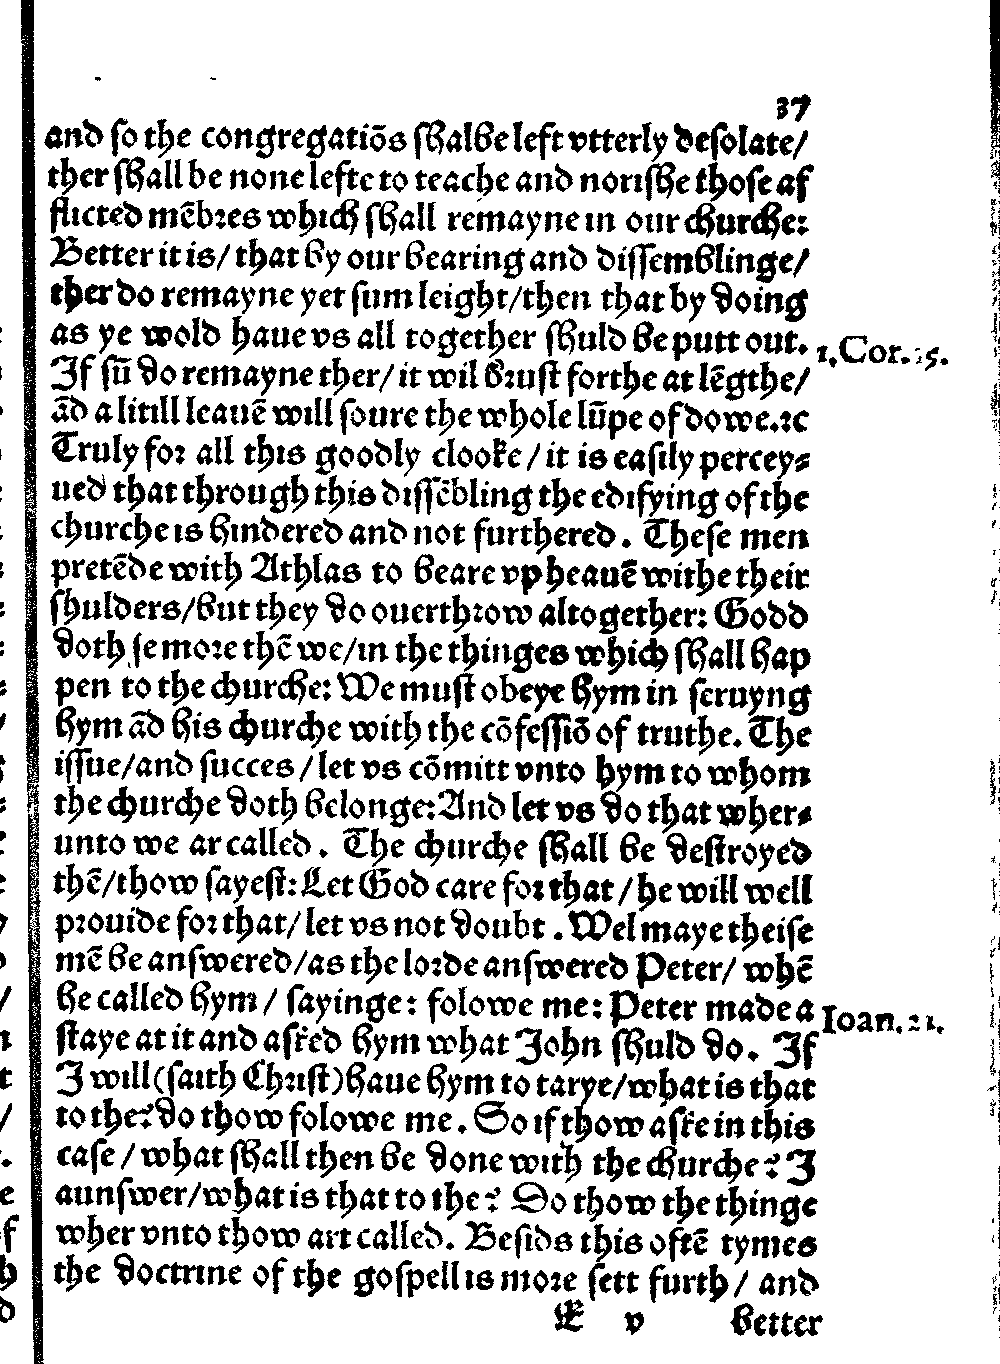 37
and so the congregatiōs shalbe left vtterly desolate/
ther shall be none lefte to teache and norishe those af
flicted mēbres which shall remayne in our churche:
Better it is/ that by our bearing and dissemblinge/
ther do remayne yet sum leight/then that by doing
as ye wold haue vs all together shuld be putt out.
1.Cor.15.
If sū do remayne ther/ it wil brust forthe at lēgthe/
ād a litill leauē will soure the whole lūpe of dowe.⁊c
Truly for all this goodly clooke/ it is easily percey⸗
ued that through this dissēbling the edifying of the
churche is hindered and not furthered. These men
pretēde with Athlas to beare vp heauē withe their
shulders/but they do ouerthrow altogether: Godd
doth se more thē we/in the thinges which shall hap
pen to the churche: We must obeye hym in seruyng
hym ād his churche with the cōfessiō of truthe. The
issue/and succes/let vs cōmitt vnto hym to whom
the churche doth belonge: And let vs do that wher⸗
unto we ar called. The churche shall be destroyed
thē/thow sayest: Let God care for that/he will well
prouide for that/ let vs not doubt. Wel maye theise
mē be answered/as the lorde answered Peter/ whē
he called hym/ sayinge: folowe me: Peter made a
Ioan.21.
staye at it and asked hym what John shuld do. If
I will (saith Christ) haue hym to tarye/what is that
to the? do thow folowe me. So if thow aske in this
case/ what shall then be done with the churche? I
aunswer/what is that to the? Do thow the thinge
wher vnto thow art called. Besids this oftē tymes
the doctrine of the gospell is more sett furth/ and
E v better